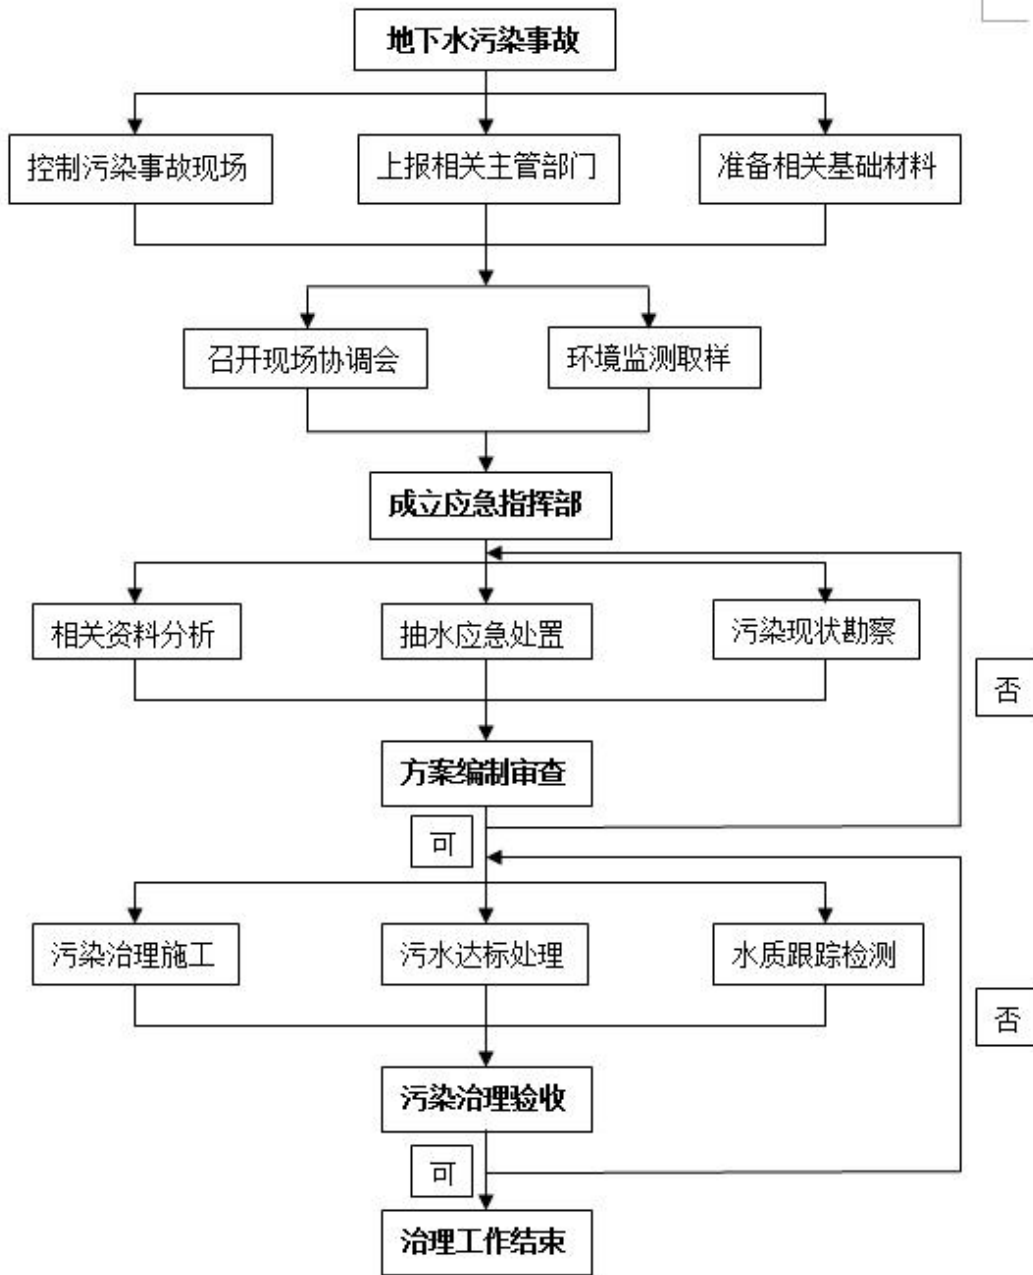 地下水污染事故
控制污染事故现场
上报相关主管部门
准备相关基础材料
召开现场协调会
环境监测取样
成立应急指挥部
相关资料分析
抽水应急处置
污染现状勘察
否
方案编制审查
可
污染治理施工
污水达标处理
水质跟踪检测
否
污染治理验收
可
治理工作结束